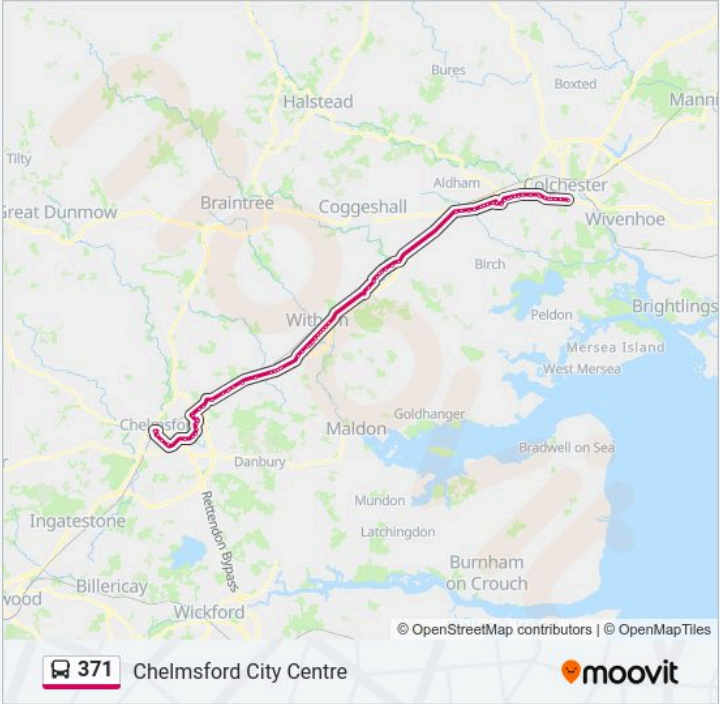 Bures
Boxted
Halstead
Manni
Tilty
Aldham
Colchester
Braintree
Coggeshall
Great Dunmow
Wivenhoe
Birch
Brightlings
Peldon
Witham
Mersea Island
West Mersea
Goldhanger
Chelmsfor
Maldon
Bradwell on Sea
Danbury
Mundon
Rettendon Bypass
Ingatestone
Latchingdon
Burnham
on Crouch
Billericay
wood
Wickford
© OpenStreetMap contributors | © OpenMapTiles
371 Chelmsford City Centre
moovit